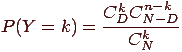 $P(Y = k) = \frac{C_D^k C_{N-D}^{n-k}}{C_N^k}$